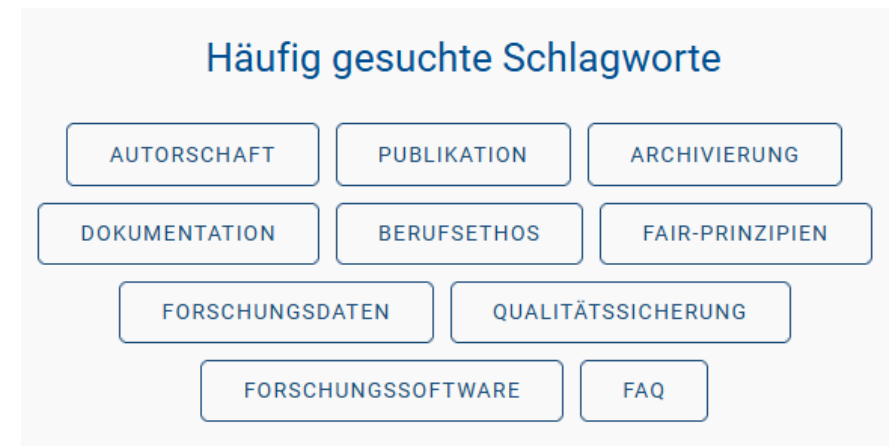 Häufig gesuchte Schlagworte
AUTORSCHAFT PUBLIKATION ARCHIVIERUNG
DOKUMENTATION BERUFSETHOS FAIR-PRINZIPIEN
FORSCHUNGSDATEN QUALITÄTSSICHERUNG
FORSCHUNGSSOFTWARE FAQ